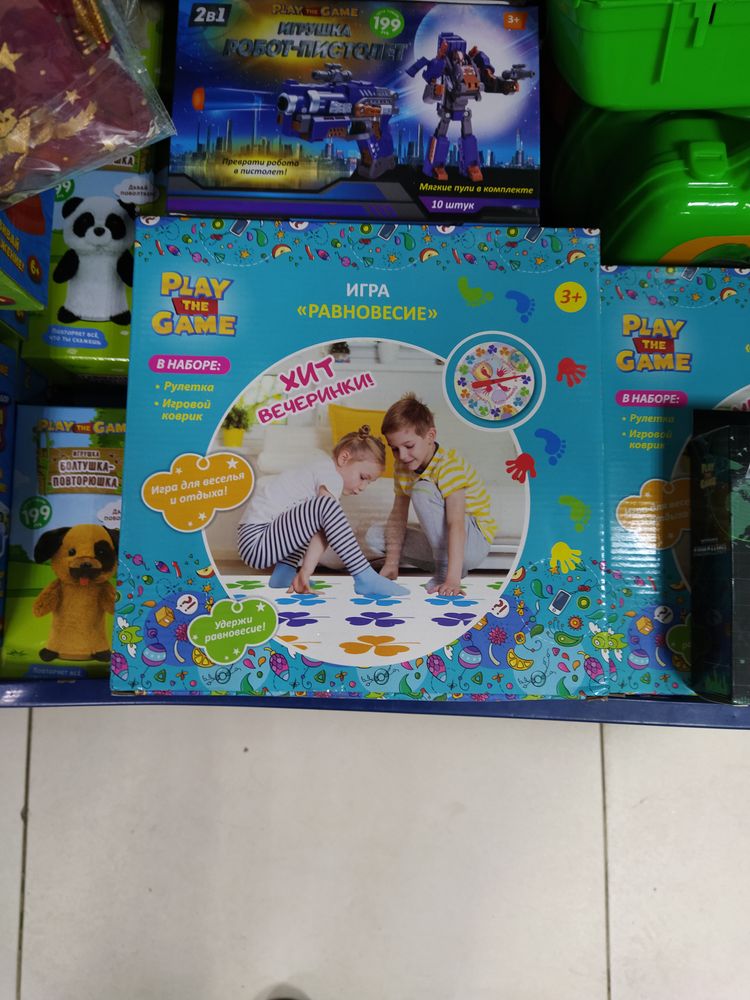 2в1
PLAY THE GAME
ИГРУШКА
РОБОТ-ПИСТОЛЕТ
199
3+
Преврати робота
в пистолет!
Мягкие пули в комплекте
10 штук
PLAY
THE
GAME
ИГРА
«РАВНОВЕСИЕ»
3+
В НАБОРЕ:
• Рулетка
• Игровой
коврик
ХИТ
ВЕЧЕРИНКИ!
Игра для веселья
и отдыха!
Удержи
равновесие!
PLAY
THE
GAME
В НАБОРЕ:
• Рулетка
• Игровой
коврик
6+
Повторяет всё,
что ты скажешь
PLAY THE GAME
ИГРУШКА
БОЛТУШКА-
ПОВТОРЮШКА
199
Повторяет всё